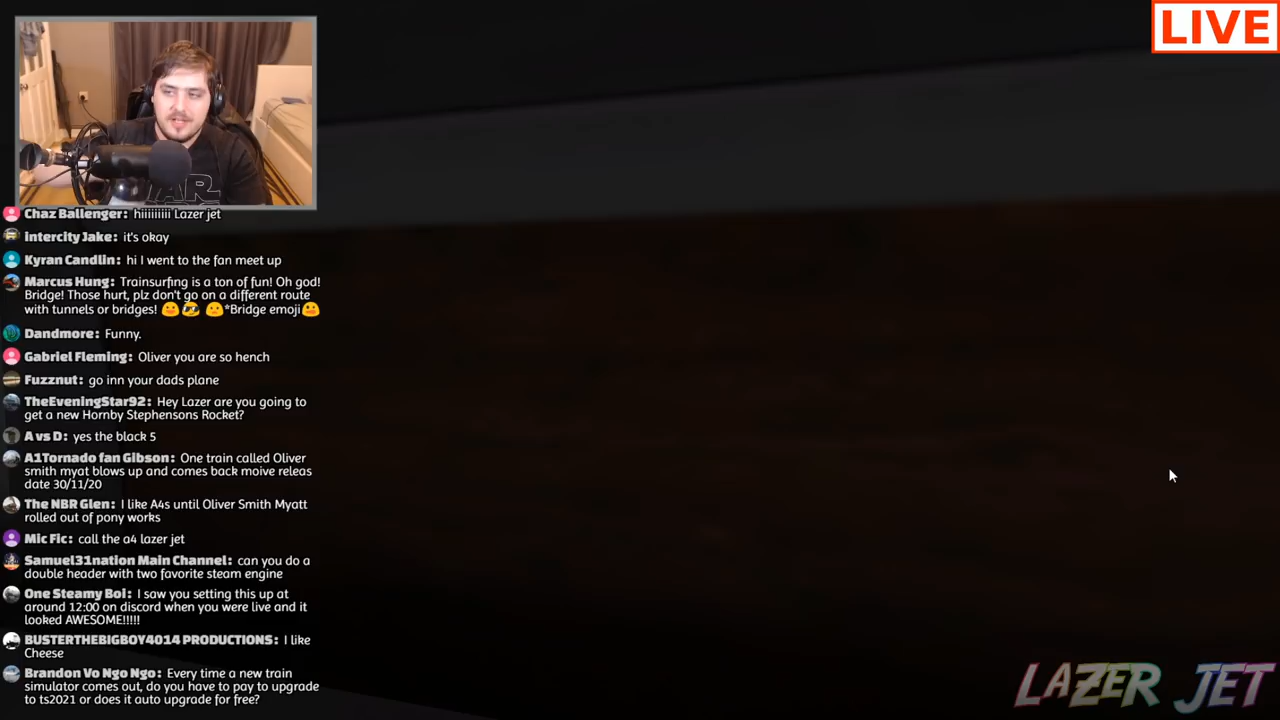 LIVE
STAR
Chaz Ballenger: hiiiiiiiii Lazer jet
intercity Jake: it's okay
Kyran Candlin: hi I went to the fan meet up
Marcus Hung: Trainsurfing is a ton of fun! Oh god!
Bridge! Those hurt, plz don't go on a different route
with tunnels or bridges! *Bridge emoji
Dandmore: Funny.
Gabriel Fleming: Oliver you are so hench
Fuzznut: go inn your dads plane
TheEveningStar92: Hey Lazer are you going to
get a new Hornby Stephensons Rocket?
A vs D: yes the black 5
A1Tornado fan Gibson: One train called Oliver
smith myat blows up and comes back moive releas
date 30/11/20
The NBR Glen: I like A4s until Oliver Smith Myatt
rolled out of pony works
Mic Fic: call the a4 lazer jet
Samuel31nation Main Channel: can you do a
double header with two favorite steam engine
One Steamy Boi: I saw you setting this up at
around 12:00 on discord when you were live and it
looked AWESOME!!!!!
BUSTERTHEBIGBOY4014 PRODUCTIONS: I like
Cheese
Brandon Vo Ngo Ngo: Every time a new train
simulator comes out, do you have to pay to upgrade
to ts2021 or does it auto upgrade for free?
LAZER JET